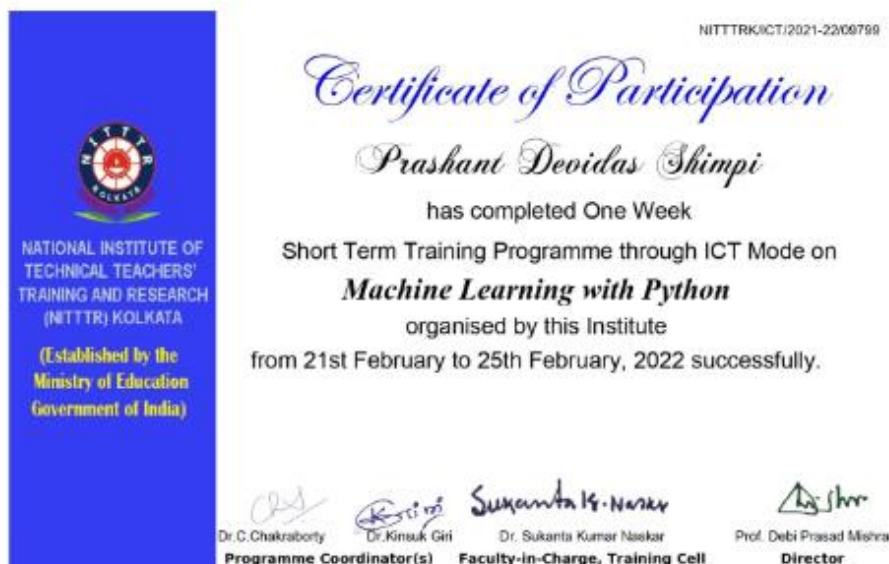 NITTTRK/ICT/2021-22/09799
Certificate of Participation
Prashant Devidas Shimpi
has completed One Week
Short Term Training Programme through ICT Mode on
Machine Learning with Python
organised by this Institute
from 21st February to 25th February, 2022 successfully.
NITTTR
KOLKATA
NATIONAL INSTITUTE OF
TECHNICAL TEACHERS'
TRAINING AND RESEARCH
(NITTTR) KOLKATA
(Established by the
Ministry of Education
Government of India)
Sukanta K. Naskar
Dr.C.Chakraborty
Dr.Kinsuk Giri
Dr. Sukanta Kumar Naskar
Prof. Debi Prasad Mishra
Programme Coordinator(s)
Faculty-in-Charge, Training Cell
Director